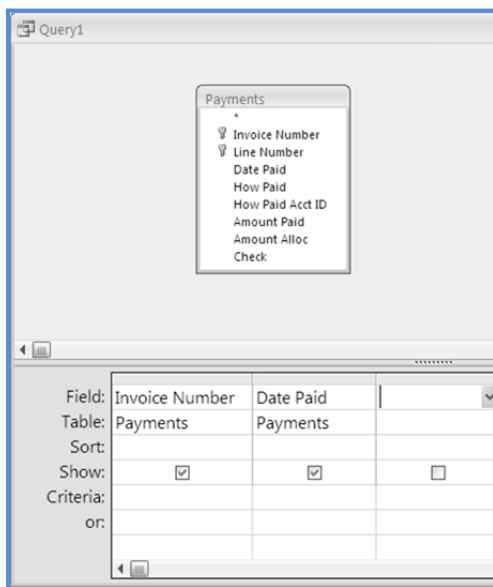 Query1
Payments
*
Invoice Number
Line Number
Date Paid
How Paid
How Paid Acct ID
Amount Paid
Amount Alloc
Check
Field: Invoice Number Date Paid
Table: Payments Payments
Sort:
Show:
Criteria:
or: